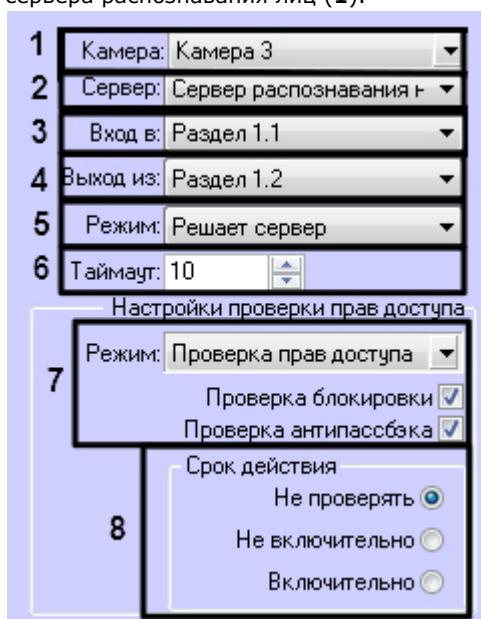 сервера распознавания лиц (1).
1 Камера: Камера 3
2 Сервер: Сервер распознавания
3 Вход в: Раздел 1.1
4 Выход из: Раздел 1.2
5 Режим: Решает сервер
6 Таймаут: 10
Настройки проверки прав доступа
Режим: Проверка прав доступа
7
Проверка блокировки
Проверка антипассбэка
Срок действия
Не проверять
8 Не включительно
Включительно